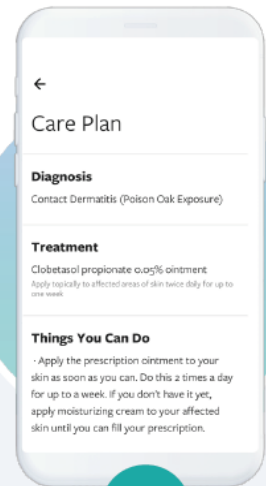 Care Plan
Diagnosis
Contact Dermatitis (Poison Oak Exposure)
Treatment
Clobetasol propionate 0.05% ointment
Apply topically to affected areas of skin twice daily for up to
one week
Things You Can Do
· Apply the prescription ointment to your
skin as soon as you can. Do this 2 times a day
for up to a week. If you don't have it yet,
apply moisturizing cream to your affected
skin until you can fill your prescription.